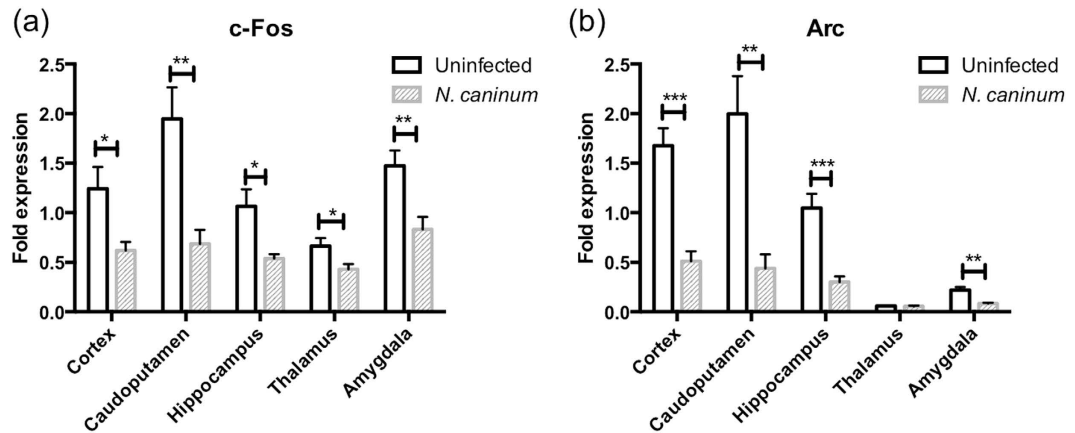 (a)
c-Fos
Uninfected
N. caninum
Fold expression
2.5
2.0
1.5
1.0
0.5
0.0
*
**
*
*
**
Cortex
Caudoputamen
Hippocampus
Thalamus
Amygdala
(b)
Arc
Uninfected
N. caninum
Fold expression
2.5
2.0
1.5
1.0
0.5
0.0
***
**
***
**
Cortex
Caudoputamen
Hippocampus
Thalamus
Amygdala